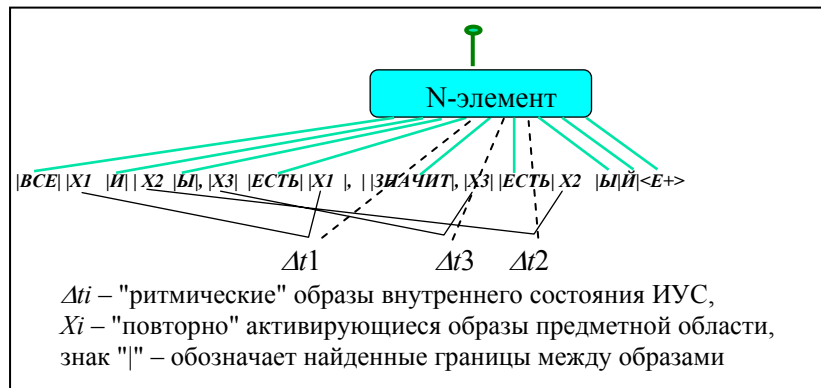 N-элемент
|ВСЕ| |X1 |И| | X2 |Ы|, |X3| |ЕСТЬ| |X1 |, | |ЗНАЧИТ|, |X3| |ЕСТЬ| X2 |Ы|Й|<E+>
Δt1 Δt3 Δt2
Δti – "ритмические" образы внутреннего состояния ИУС,
Xi – "повторно" активирующиеся образы предметной области,
знак "|" – обозначает найденные границы между образами